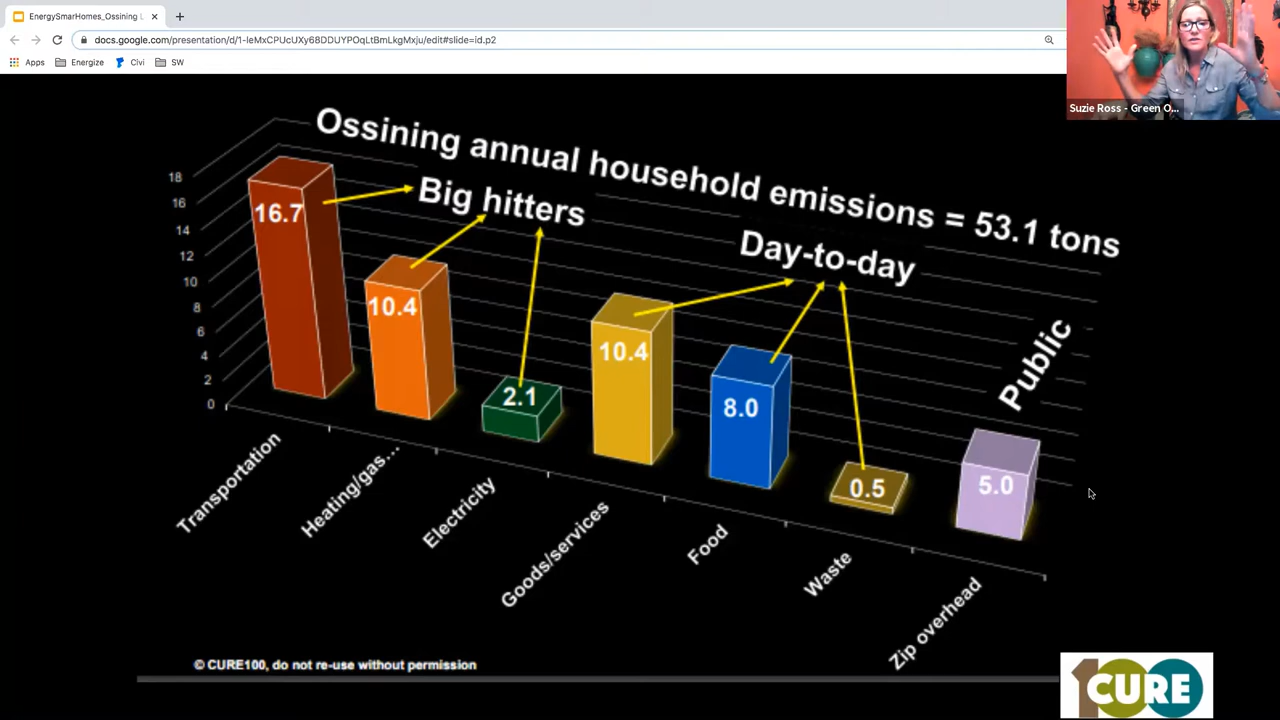 EnergySmarHomes_Ossining L
docs.google.com/presentation/d/1-IeMxCPUcUXy68DDUYPOqLtBmLkgMxju/edit#slide=id.p2
Apps
Energize
Civi
SW
Suzie Ross - Green O...
Ossining annual household emissions = 53.1 tons
Big hitters
Day-to-day
Public
18
16
14
12
10
8
6
4
2
0
16.7
10.4
2.1
10.4
8.0
0.5
5.0
Transportation
Heating/gas...
Electricity
Goods/services
Food
Waste
Zip overhead
© CURE100, do not re-use without permission
1CURE